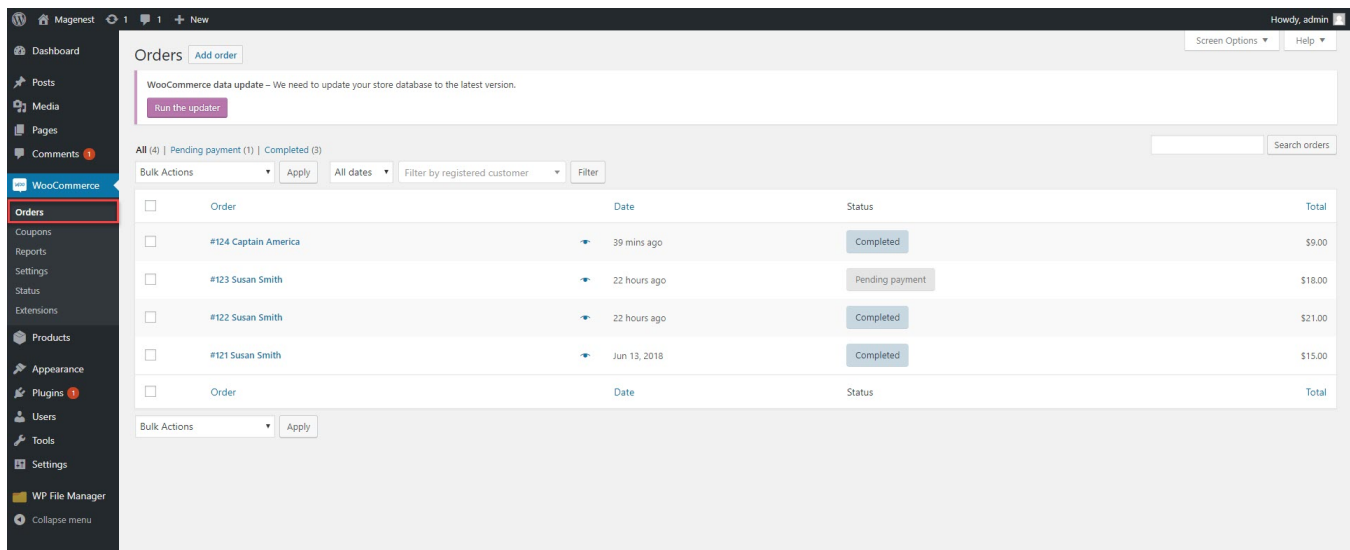 Magenest 1 1 New Howdy, admin
Screen Options Help
Dashboard
Posts
Media
Pages
Comments 1
WooCommerce
Orders
Coupons
Reports
Settings
Status
Extensions
Products
Appearance
Plugins 1
Users
Tools
Settings
WP File Manager
Collapse menu
Orders Add order
WooCommerce data update – We need to update your store database to the latest version.
Run the updater
All (4) | Pending payment (1) | Completed (3)
Search orders
Bulk Actions Apply All dates Filter by registered customer Filter
Order Date Status Total
#124 Captain America 39 mins ago Completed $9.00
#123 Susan Smith 22 hours ago Pending payment $18.00
#122 Susan Smith 22 hours ago Completed $21.00
#121 Susan Smith Jun 13, 2018 Completed $15.00
Order Date Status Total
Bulk Actions Apply